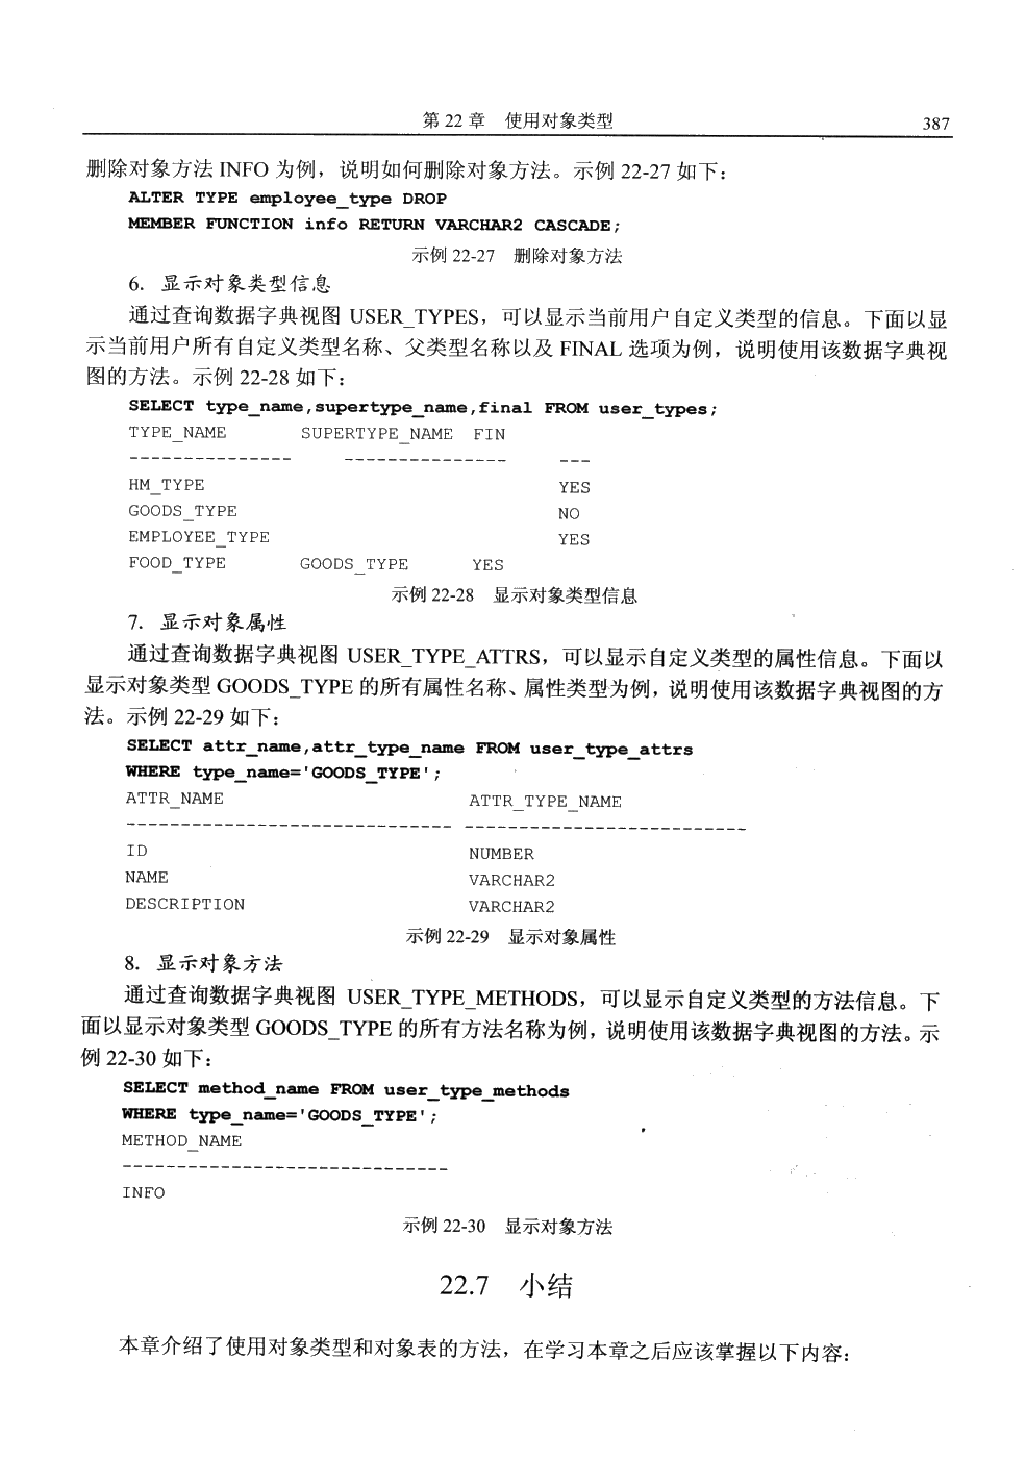 第 22 章　使用对象类型
387
删除对象方法 INFO 为例，说明如何删除对象方法。示例 22-27 如下：
ALTER TYPE employee_type DROP
MEMBER FUNCTION info RETURN VARCHAR2 CASCADE;
示例 22-27　删除对象方法
6．显示对象类型信息
通过查询数据字典视图 USER_TYPES，可以显示当前用户自定义类型的信息。下面以显
示当前用户所有自定义类型名称、父类型名称以及 FINAL 选项为例，说明使用该数据字典视
图的方法。示例 22-28 如下：
SELECT type_name,supertype_name,final FROM user_types;
TYPE_NAME SUPERTYPE_NAME FIN
--------------- --------------- ---
HM_TYPE YES
GOODS_TYPE NO
EMPLOYEE_TYPE YES
FOOD_TYPE GOODS_TYPE YES
示例 22-28　显示对象类型信息
7．显示对象属性
通过查询数据字典视图 USER_TYPE_ATTRS，可以显示自定义类型的属性信息。下面以
显示对象类型 GOODS_TYPE 的所有属性名称、属性类型为例，说明使用该数据字典视图的方
法。示例 22-29 如下：
SELECT attr_name,attr_type_name FROM user_type_attrs
WHERE type_name='GOODS_TYPE';
ATTR_NAME ATTR_TYPE_NAME
------------------------------ --------------------------
ID NUMBER
NAME VARCHAR2
DESCRIPTION VARCHAR2
示例 22-29　显示对象属性
8．显示对象方法
通过查询数据字典视图 USER_TYPE_METHODS，可以显示自定义类型的方法信息。下
面以显示对象类型 GOODS_TYPE 的所有方法名称为例，说明使用该数据字典视图的方法。示
例 22-30 如下：
SELECT method_name FROM user_type_methods
WHERE type_name='GOODS_TYPE';
METHOD_NAME
------------------------------
INFO
示例 22-30　显示对象方法
22.7　小结
本章介绍了使用对象类型和对象表的方法，在学习本章之后应该掌握以下内容：